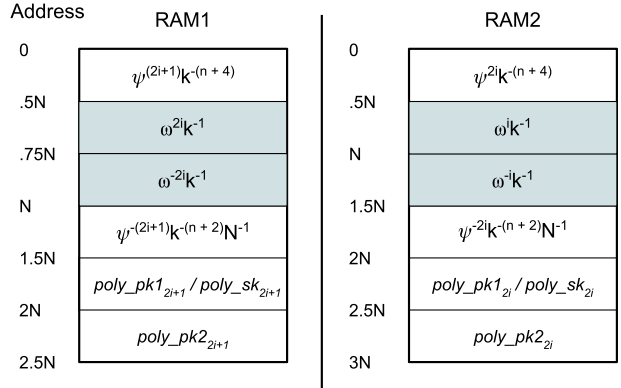 Address RAM1 RAM2
0 ψ^(2i+1)k^-(n + 4) 0 ψ^2ik^-(n + 4)
.5N .5N
ω^2ik^-1 ω^ik^-1
.75N N
ω^-2ik^-1 ω^-ik^-1
N 1.5N
ψ^-(2i+1)k^-(n + 2)N^-1 ψ^-2ik^-(n + 2)N^-1
1.5N 2N
poly_pk1_2i+1 / poly_sk_2i+1 poly_pk1_2i / poly_sk_2i
2N 2.5N
poly_pk2_2i+1 poly_pk2_2i
2.5N 3N